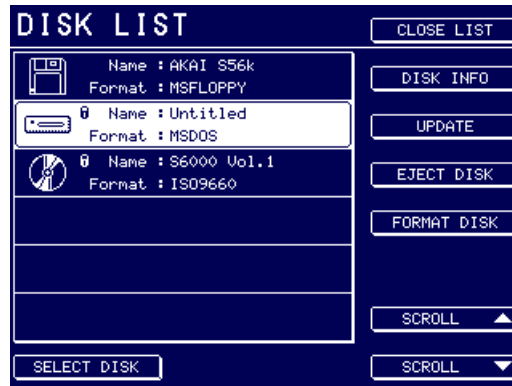 DISK LIST
CLOSE LIST
Name : AKAI S56k
Format : MSFLOPPY
DISK INFO
Name : Untitled
Format : MSDOS
UPDATE
Name : S6000 Vol.1
Format : ISO9660
EJECT DISK
FORMAT DISK
SCROLL
SELECT DISK
SCROLL